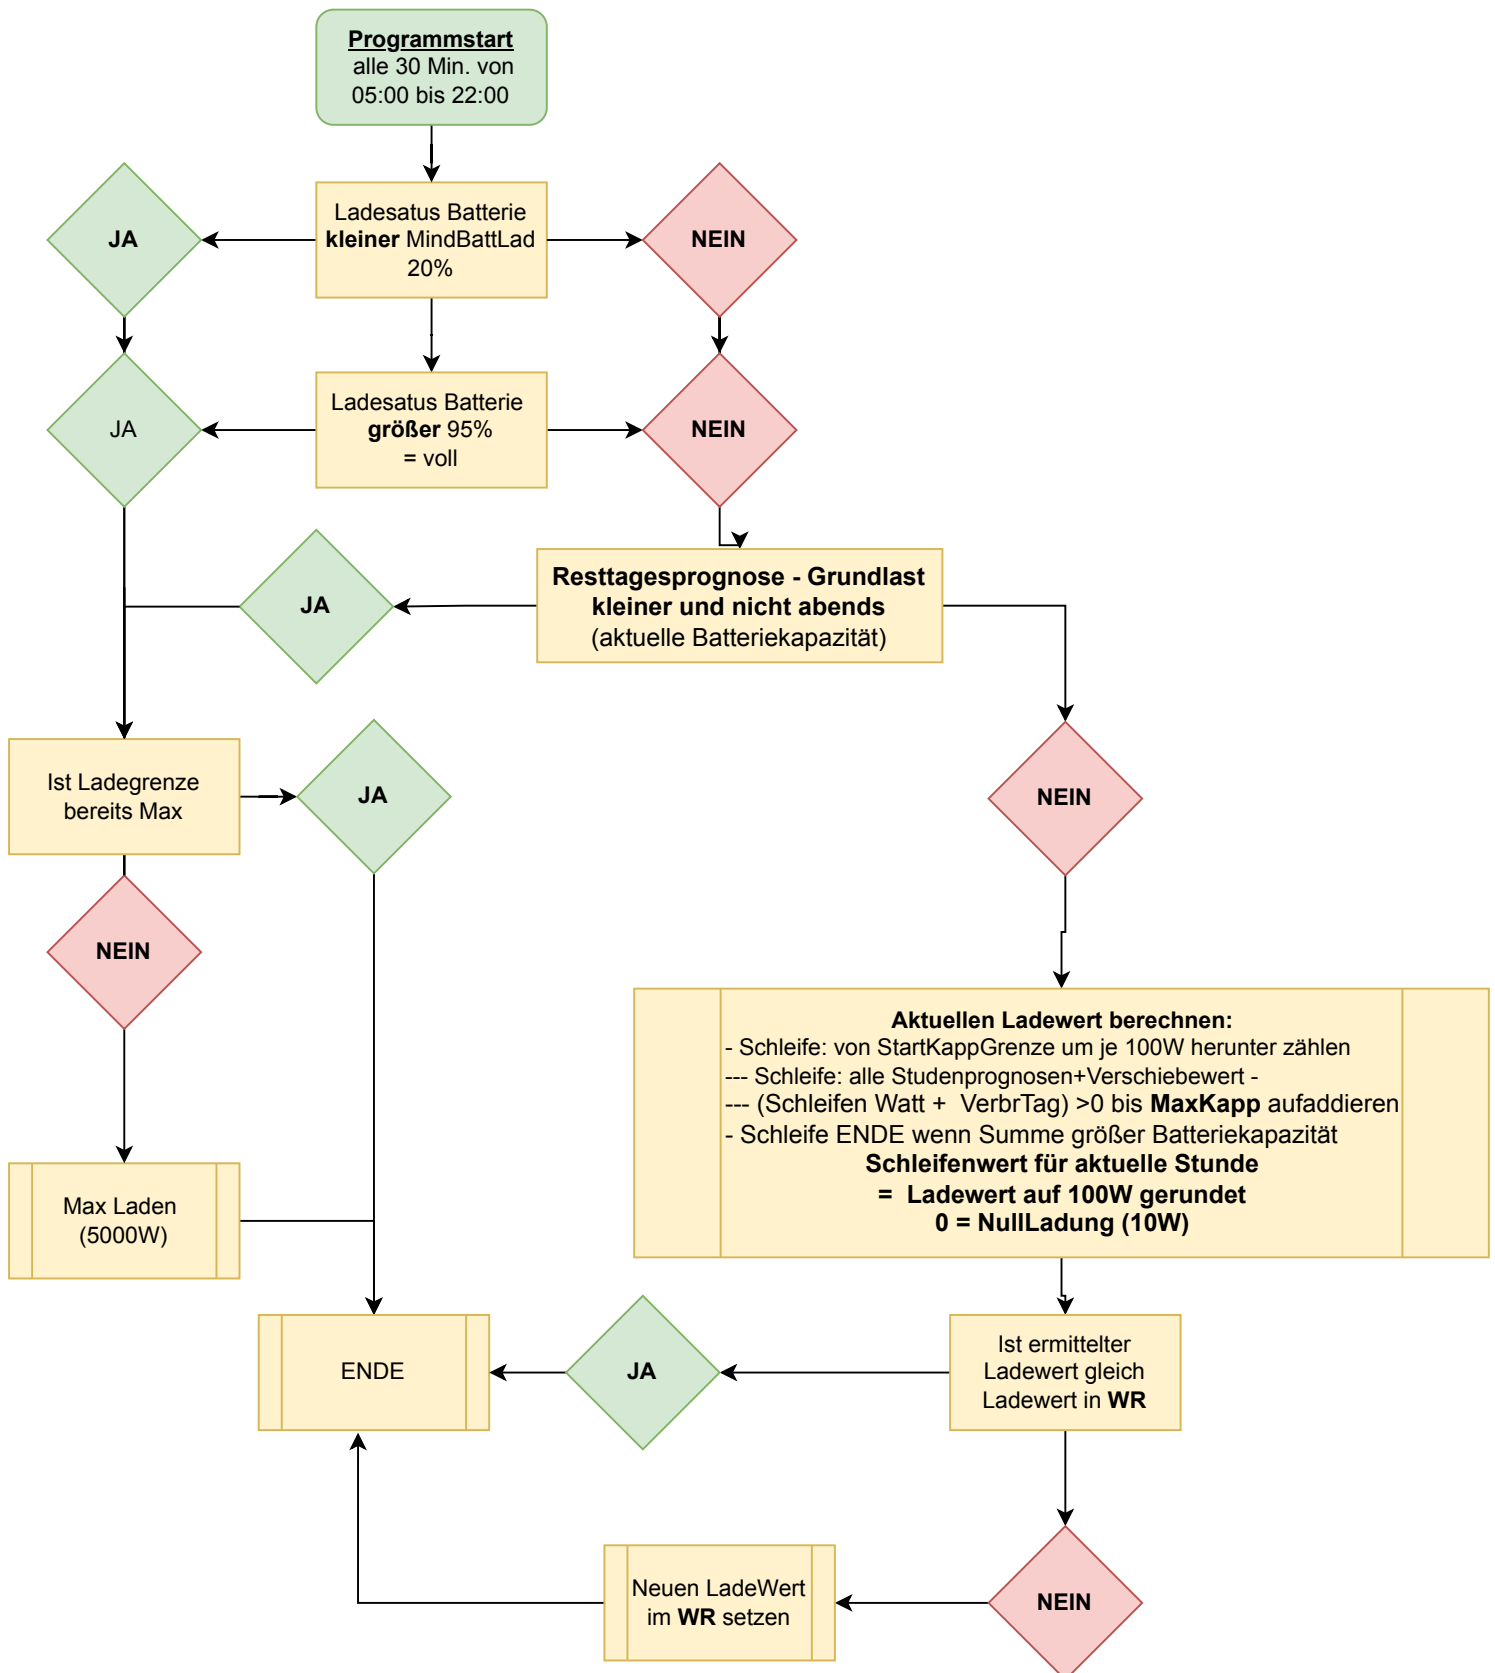 Programmstart
alle 30 Min. von
05:00 bis 22:00
JA
Ladesatus Batterie
kleiner MindBattLad
20%
NEIN
JA
Ladesatus Batterie
größer 95%
= voll
NEIN
JA
Resttagesprognose - Grundlast
kleiner und nicht abends
(aktuelle Batteriekapazität)
Ist Ladegrenze
bereits Max
JA
NEIN
NEIN
Aktuellen Ladewert berechnen:
- Schleife: von StartKappGrenze um je 100W herunter zählen
--- Schleife: alle Studenprognosen+Verschiebewert -
--- (Schleifen Watt + VerbrTag) >0 bis MaxKapp aufaddieren
- Schleife ENDE wenn Summe größer Batteriekapazität
Schleifenwert für aktuelle Stunde
= Ladewert auf 100W gerundet
0 = NullLadung (10W)
Max Laden
(5000W)
ENDE
JA
Ist ermittelter
Ladewert gleich
Ladewert in WR
Neuen LadeWert
im WR setzen
NEIN